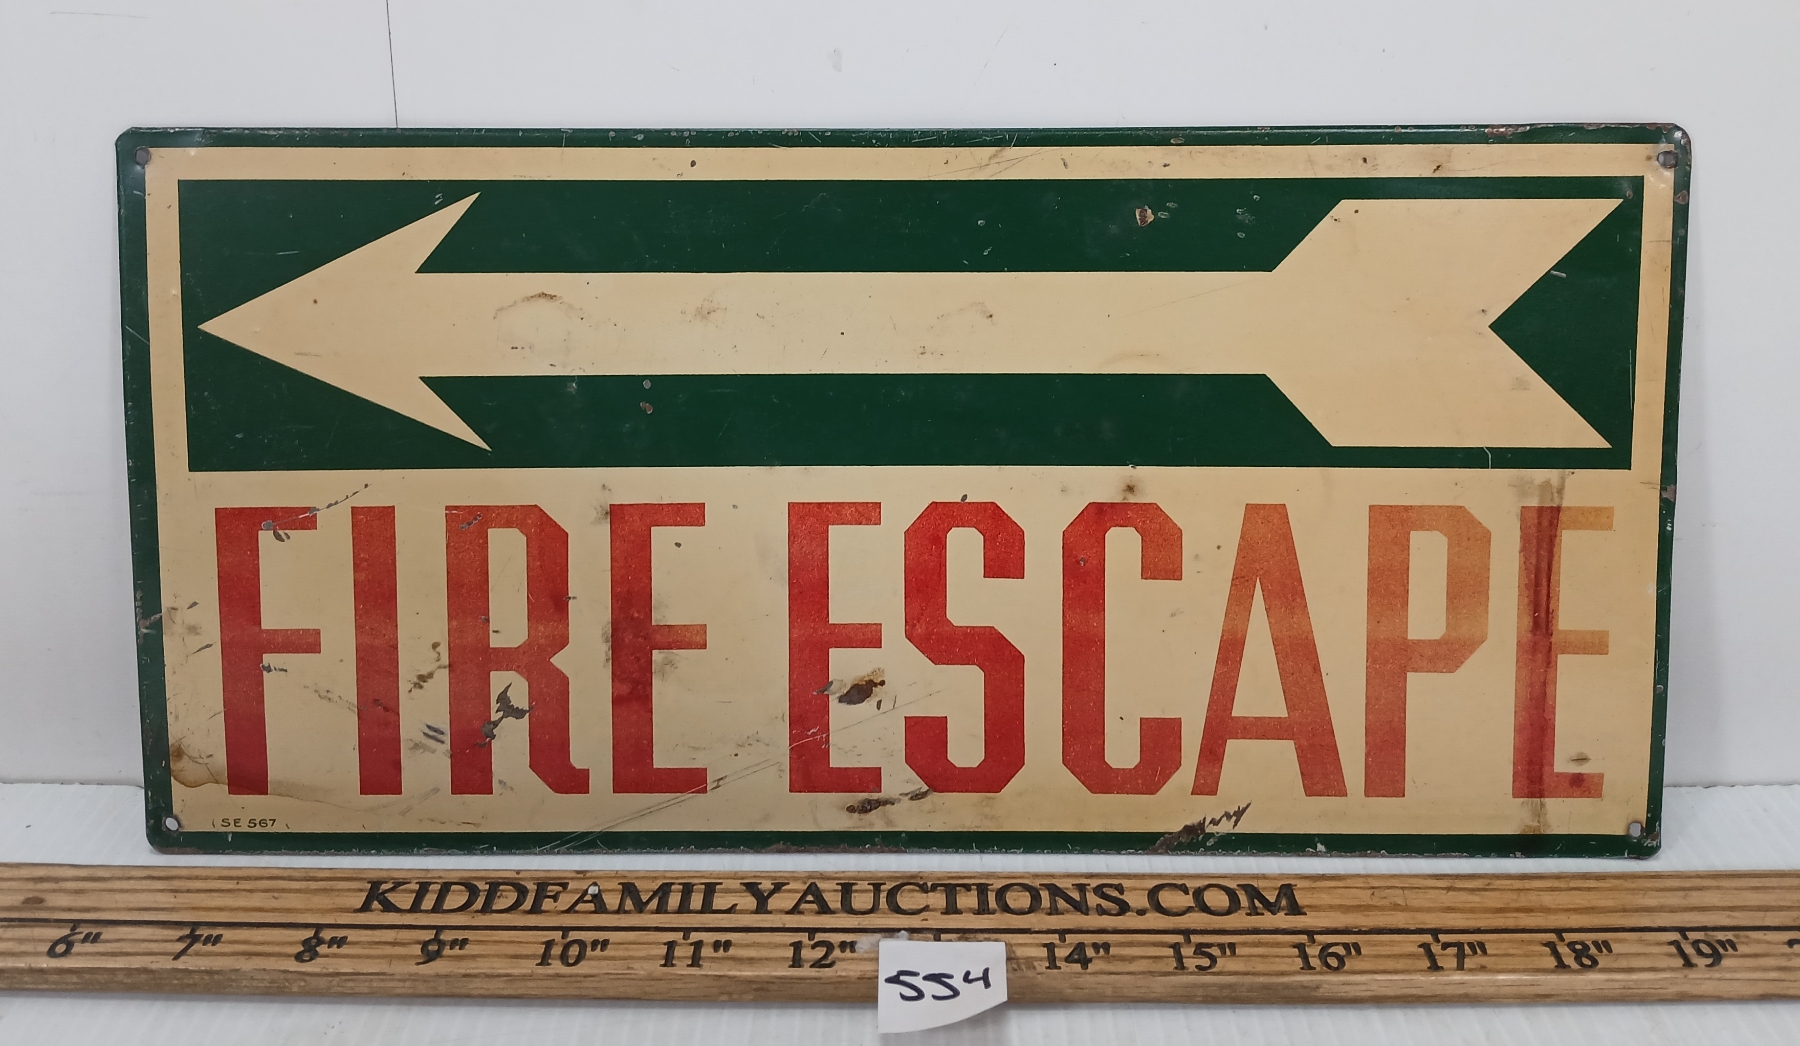 FIRE ESCAPE
SE 567
KIDDFAMILYAUCTIONS.COM
6" 7" 8" 9" 10" 11" 12" 14" 15" 16" 17" 18" 19"
554